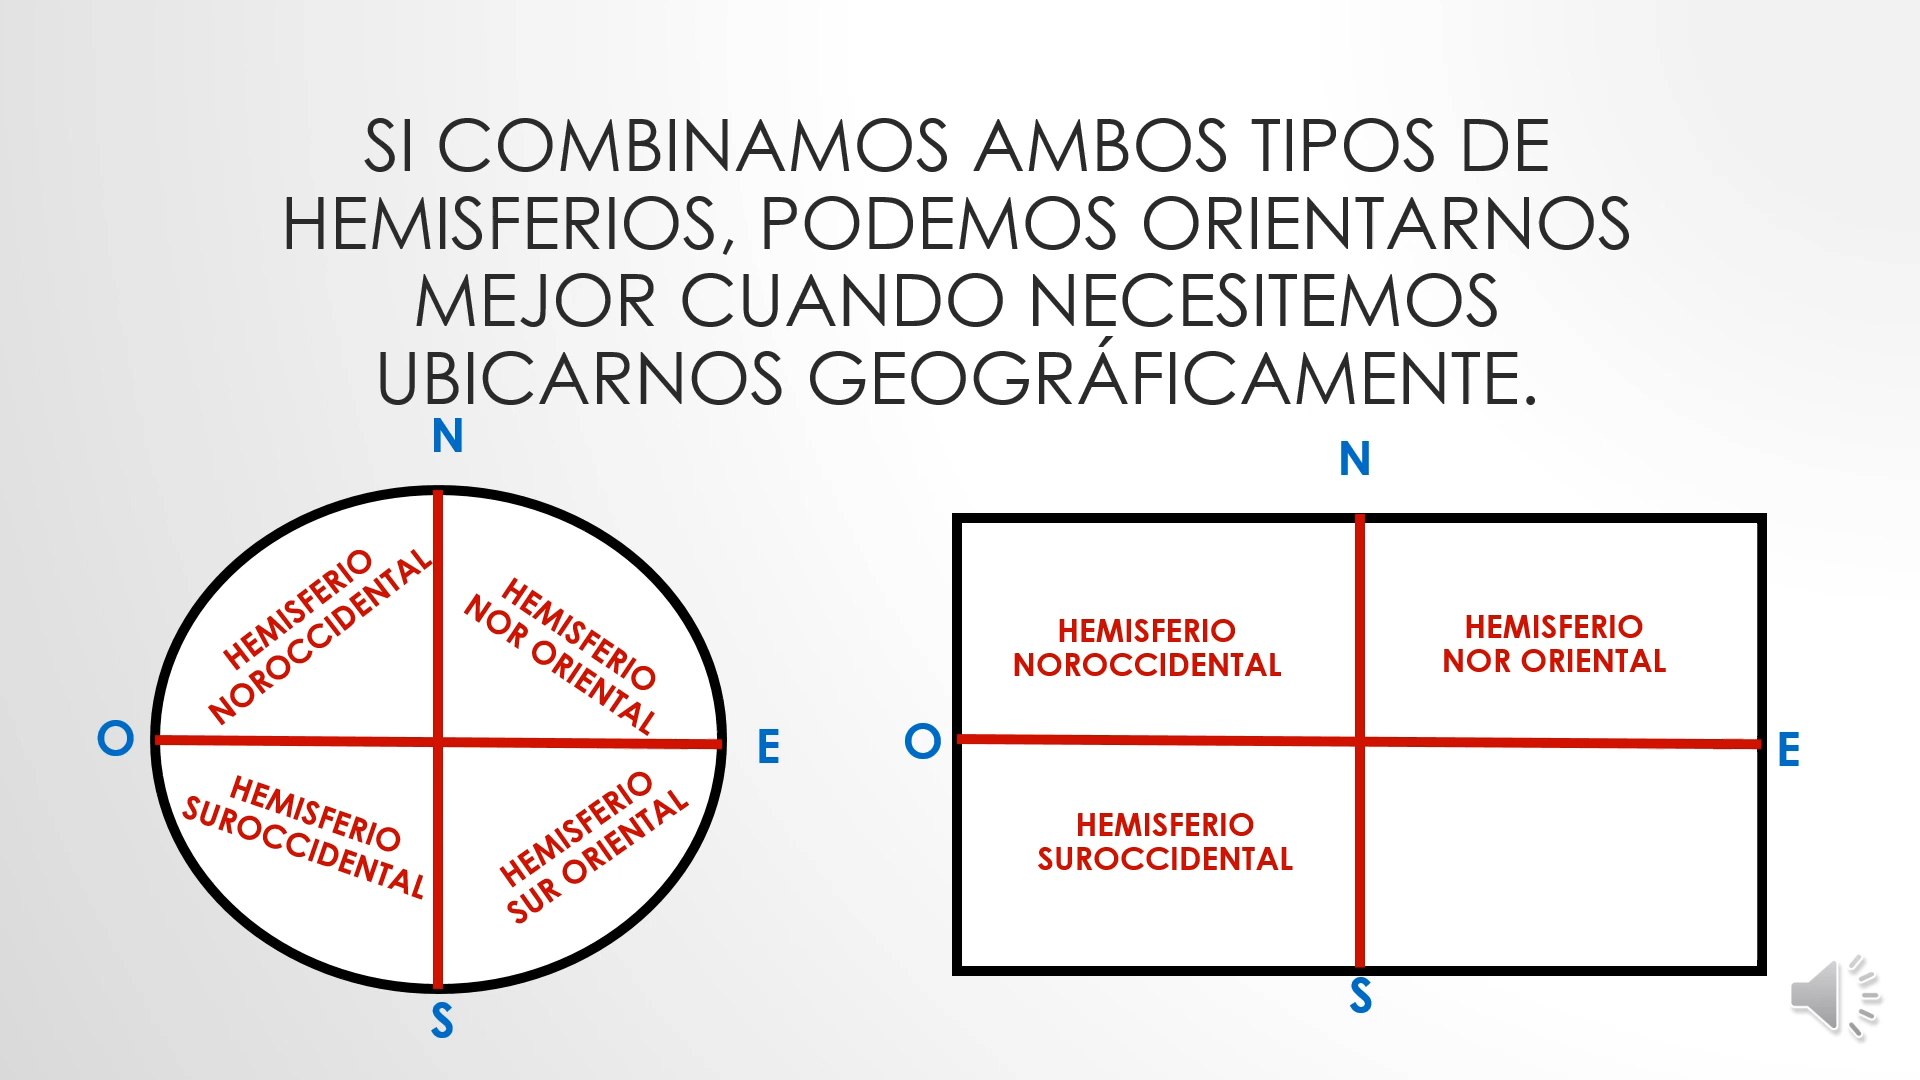 SI COMBINAMOS AMBOS TIPOS DE
HEMISFERIOS, PODEMOS ORIENTARNOS
MEJOR CUANDO NECESITEMOS
UBICARNOS GEOGRÁFICAMENTE.
N
HEMISFERIO
NOROCCIDENTAL
HEMISFERIO
NOR ORIENTAL
O
E
HEMISFERIO
SUROCCIDENTAL
HEMISFERIO
SUR ORIENTAL
S
N
HEMISFERIO
NOROCCIDENTAL
HEMISFERIO
NOR ORIENTAL
O
E
HEMISFERIO
SUROCCIDENTAL
S